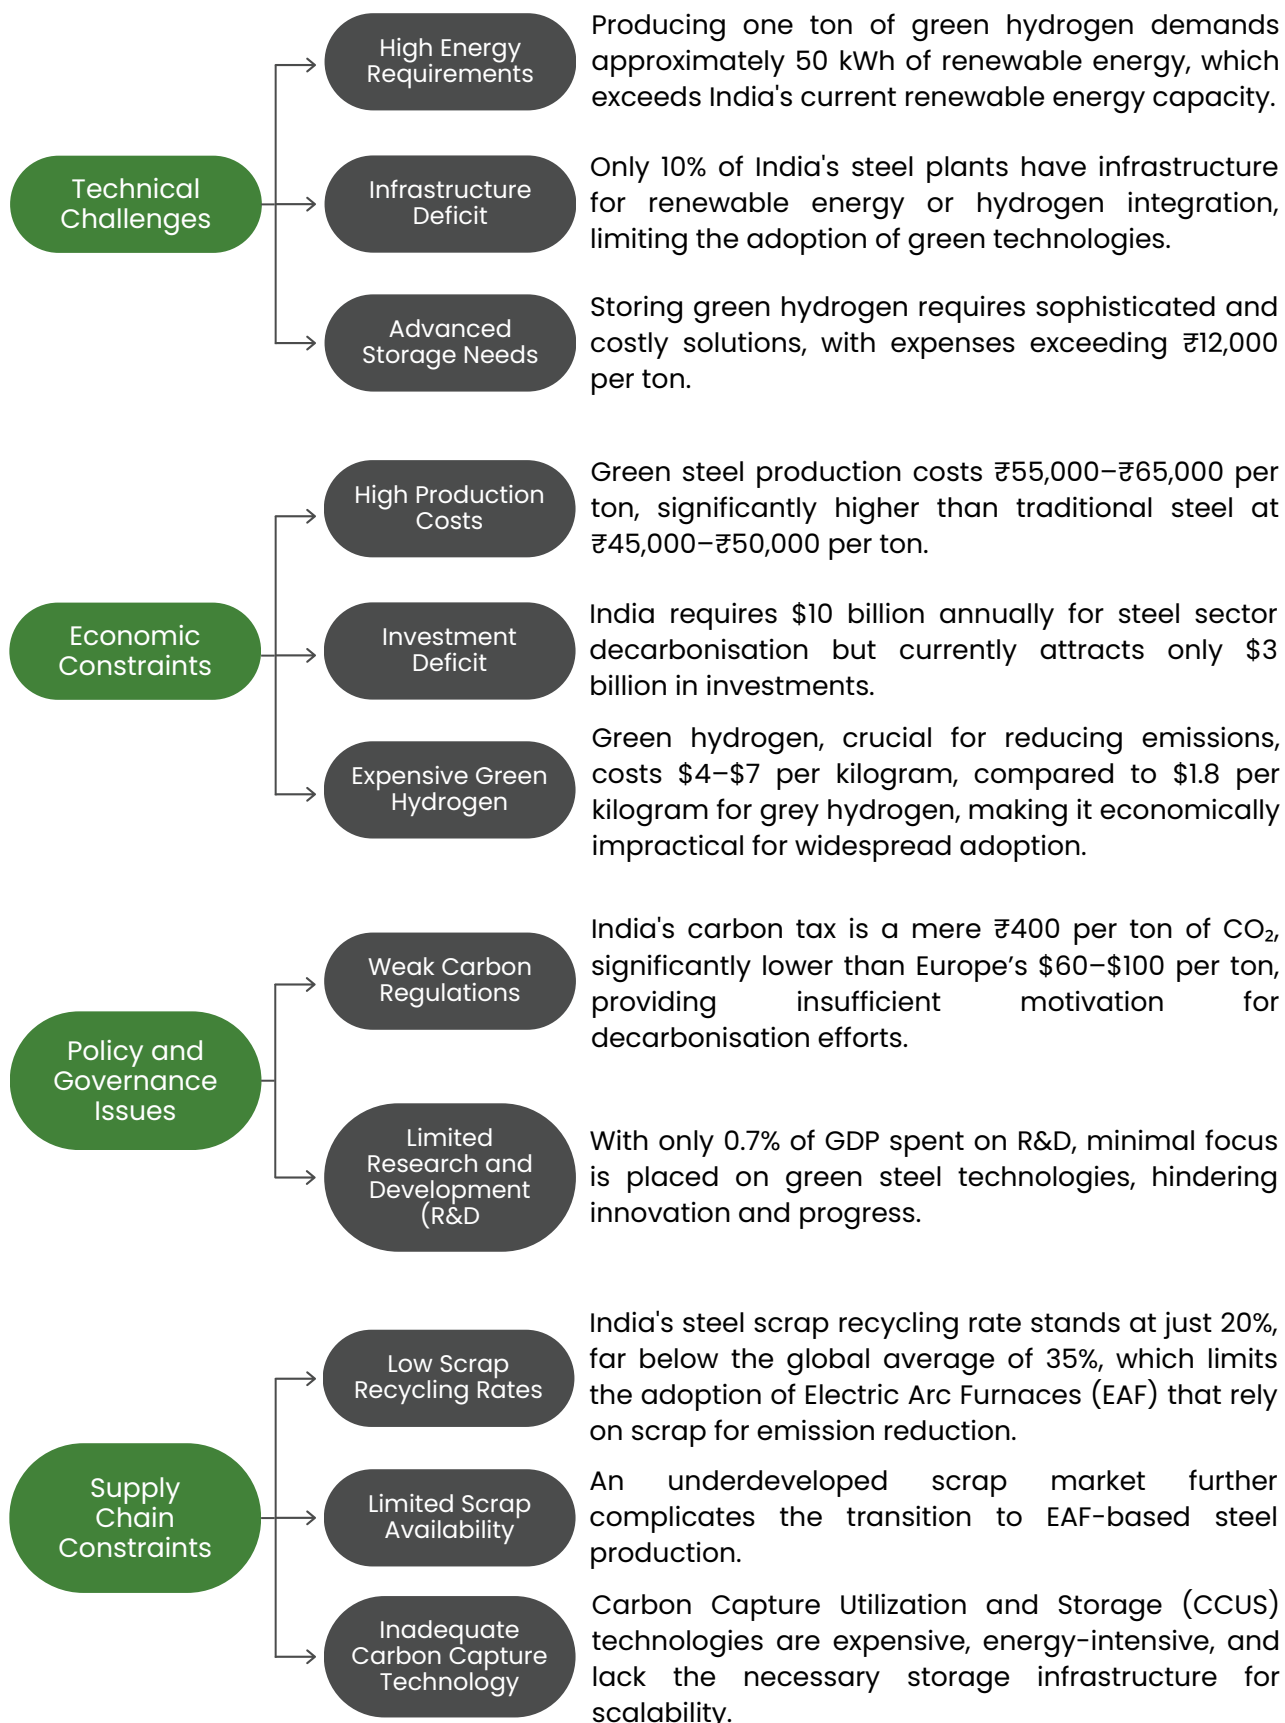 Technical
Challenges
High Energy
Requirements
Producing one ton of green hydrogen demands
approximately 50 kWh of renewable energy, which
exceeds India's current renewable energy capacity.
Infrastructure
Deficit
Only 10% of India's steel plants have infrastructure
for renewable energy or hydrogen integration,
limiting the adoption of green technologies.
Advanced
Storage Needs
Storing green hydrogen requires sophisticated and
costly solutions, with expenses exceeding ₹12,000
per ton.
Economic
Constraints
High Production
Costs
Green steel production costs ₹55,000–₹65,000 per
ton, significantly higher than traditional steel at
₹45,000–₹50,000 per ton.
Investment
Deficit
India requires $10 billion annually for steel sector
decarbonisation but currently attracts only $3
billion in investments.
Expensive Green
Hydrogen
Green hydrogen, crucial for reducing emissions,
costs $4–$7 per kilogram, compared to $1.8 per
kilogram for grey hydrogen, making it economically
impractical for widespread adoption.
Policy and
Governance
Issues
Weak Carbon
Regulations
India's carbon tax is a mere ₹400 per ton of CO₂,
significantly lower than Europe’s $60–$100 per ton,
providing insufficient motivation for
decarbonisation efforts.
Limited
Research and
Development
(R&D
With only 0.7% of GDP spent on R&D, minimal focus
is placed on green steel technologies, hindering
innovation and progress.
Supply
Chain
Constraints
Low Scrap
Recycling Rates
India's steel scrap recycling rate stands at just 20%,
far below the global average of 35%, which limits
the adoption of Electric Arc Furnaces (EAF) that rely
on scrap for emission reduction.
Limited Scrap
Availability
An underdeveloped scrap market further
complicates the transition to EAF-based steel
production.
Inadequate
Carbon Capture
Technology
Carbon Capture Utilization and Storage (CCUS)
technologies are expensive, energy-intensive, and
lack the necessary storage infrastructure for
scalability.